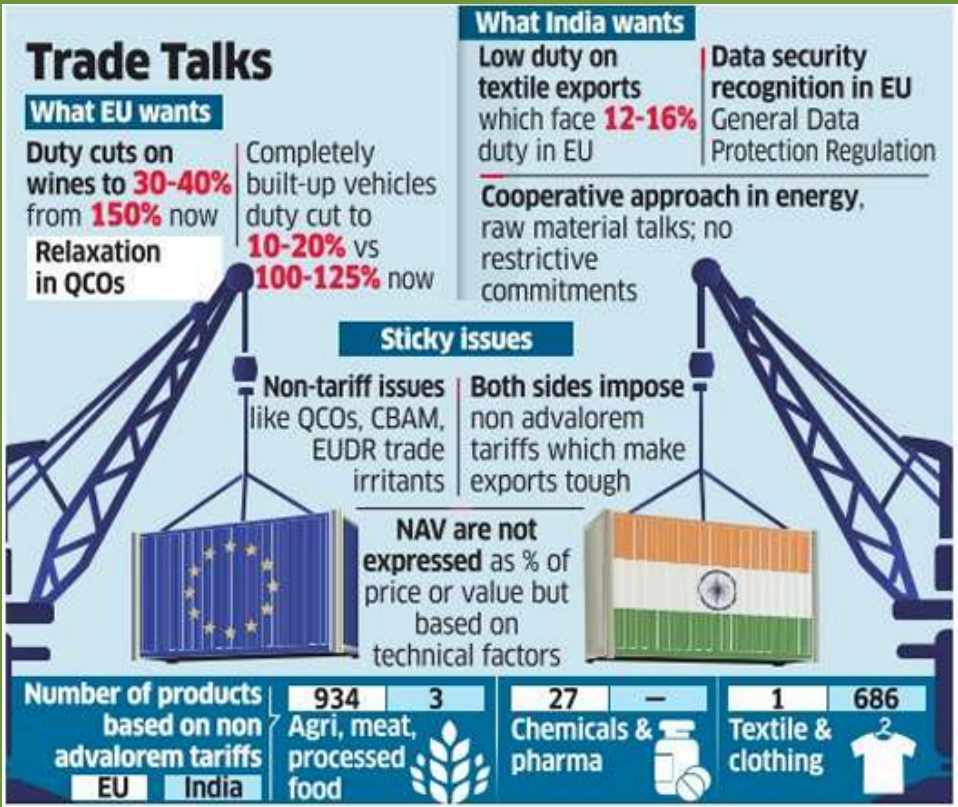 Trade Talks
What EU wants
Duty cuts on
wines to 30-40%
from 150% now
Relaxation
in QCOs
Completely
built-up vehicles
duty cut to
10-20% vs
100-125% now
What India wants
Low duty on
textile exports
which face 12-16%
duty in EU
Data security
recognition in EU
General Data
Protection Regulation
Cooperative approach in energy,
raw material talks; no
restrictive
commitments
Sticky issues
Non-tariff issues
like QCOs, CBAM,
EUDR trade
irritants
Both sides impose
non advalorem
tariffs which make
exports tough
NAV are not
expressed as % of
price or value but
based on
technical factors
Number of products
based on non
advalorem tariffs
EU India
934 3
Agri, meat,
processed
food
27 –
Chemicals &
pharma
1 686
Textile &
clothing